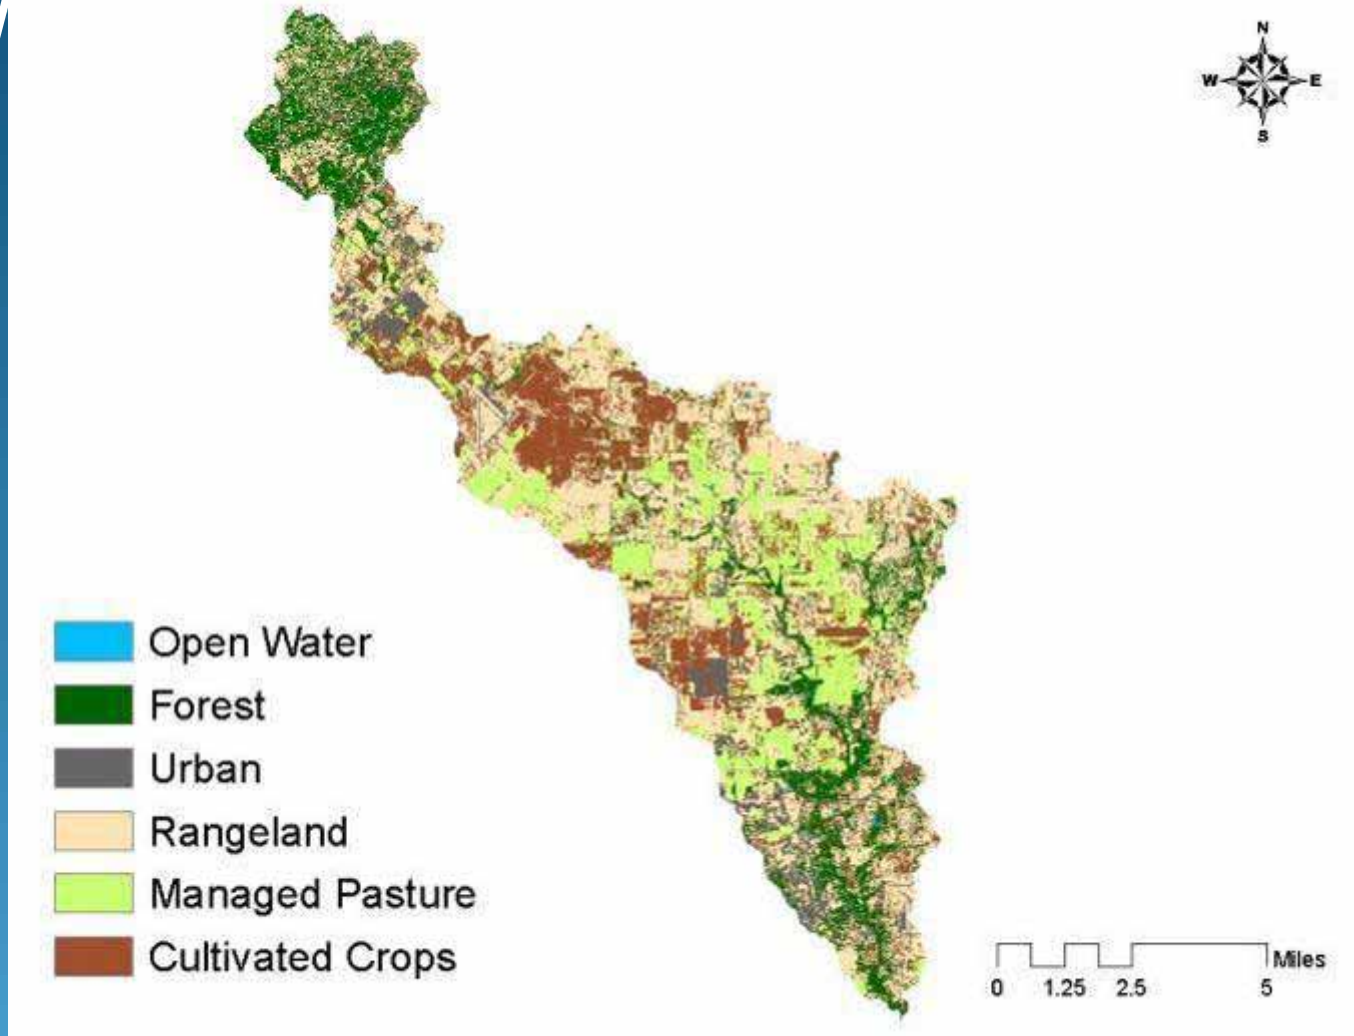 N
W E
S
Open Water
Forest
Urban
Rangeland
Managed Pasture
Cultivated Crops
Miles
0 1.25 2.5 5